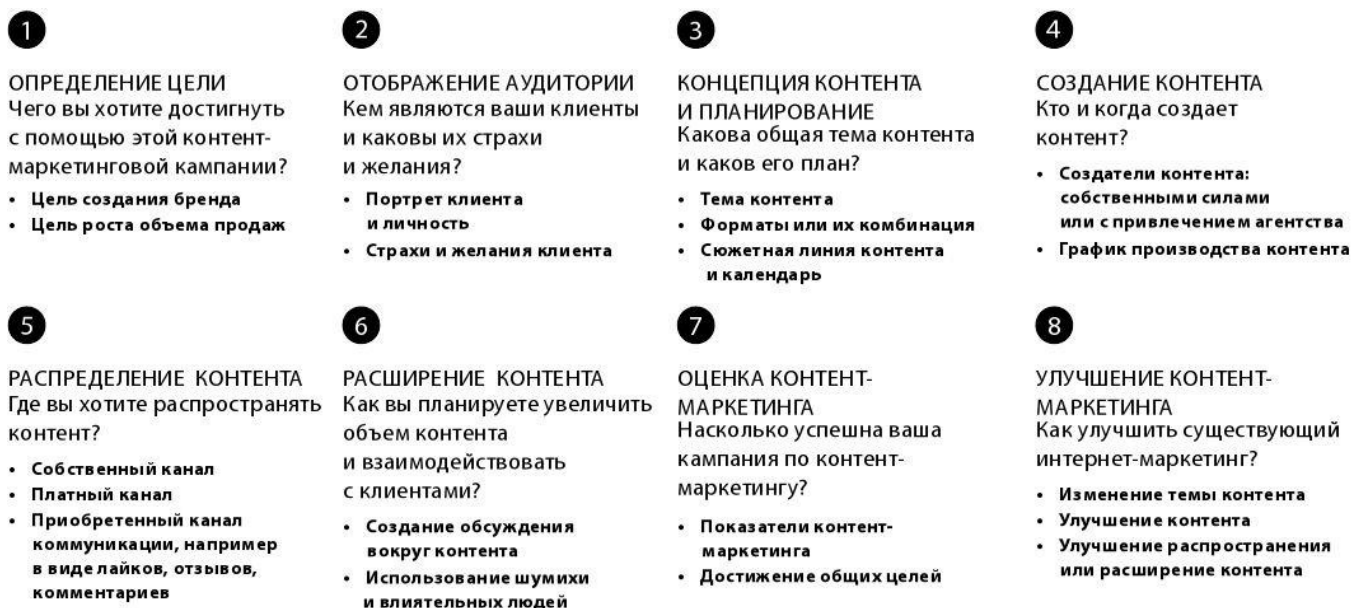 1
ОПРЕДЕЛЕНИЕ ЦЕЛИ
Чего вы хотите достигнуть
с помощью этой контент-
маркетинговой кампании?
• Цель создания бренда
• Цель роста объема продаж
2
ОТОБРАЖЕНИЕ АУДИТОРИИ
Кем являются ваши клиенты
и каковы их страхи
и желания?
• Портрет клиента
и личность
• Страхи и желания клиента
3
КОНЦЕПЦИЯ КОНТЕНТА
И ПЛАНИРОВАНИЕ
Какова общая тема контента
и каков его план?
• Тема контента
• Форматы или их комбинация
• Сюжетная линия контента
и календарь
4
СОЗДАНИЕ КОНТЕНТА
Кто и когда создает
контент?
• Создатели контента:
собственными силами
или с привлечением агентства
• График производства контента
5
РАСПРЕДЕЛЕНИЕ КОНТЕНТА
Где вы хотите распространять
контент?
• Собственный канал
• Платный канал
• Приобретенный канал
коммуникации, например
в виде лайков, отзывов,
комментариев
6
РАСШИРЕНИЕ КОНТЕНТА
Как вы планируете увеличить
объем контента
и взаимодействовать
с клиентами?
• Создание обсуждения
вокруг контента
• Использование шумихи
и влиятельных людей
7
ОЦЕНКА КОНТЕНТ-
МАРКЕТИНГА
Насколько успешна ваша
кампания по контент-
маркетингу?
• Показатели контент-
маркетинга
• Достижение общих целей
8
УЛУЧШЕНИЕ КОНТЕНТ-
МАРКЕТИНГА
Как улучшить существующий
интернет-маркетинг?
• Изменение темы контента
• Улучшение контента
• Улучшение распространения
или расширение контента